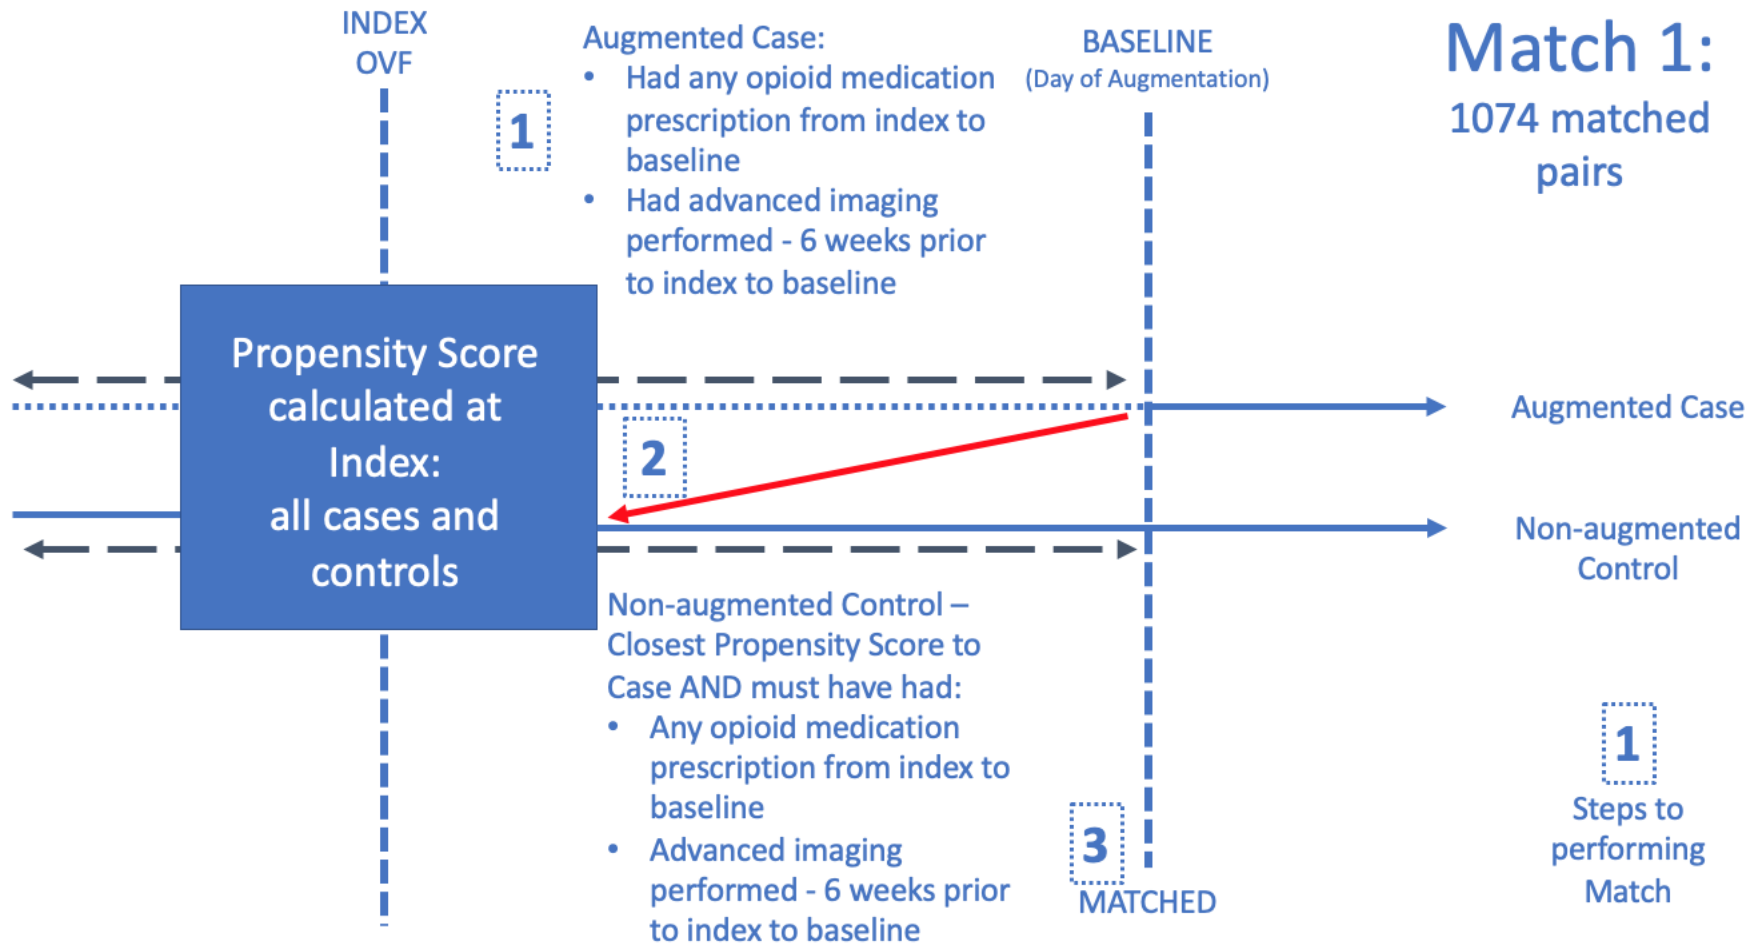 INDEX
OVF
1
Augmented Case:
• Had any opioid medication
prescription from index to
baseline
• Had advanced imaging
performed - 6 weeks prior
to index to baseline
BASELINE
(Day of Augmentation)
Match 1:
1074 matched
pairs
Propensity Score
calculated at
Index:
all cases and
controls
2
Augmented Case
Non-augmented
Control
Non-augmented Control –
Closest Propensity Score to
Case AND must have had:
• Any opioid medication
prescription from index to
baseline
• Advanced imaging
performed - 6 weeks prior
to index to baseline
3
MATCHED
1
Steps to
performing
Match